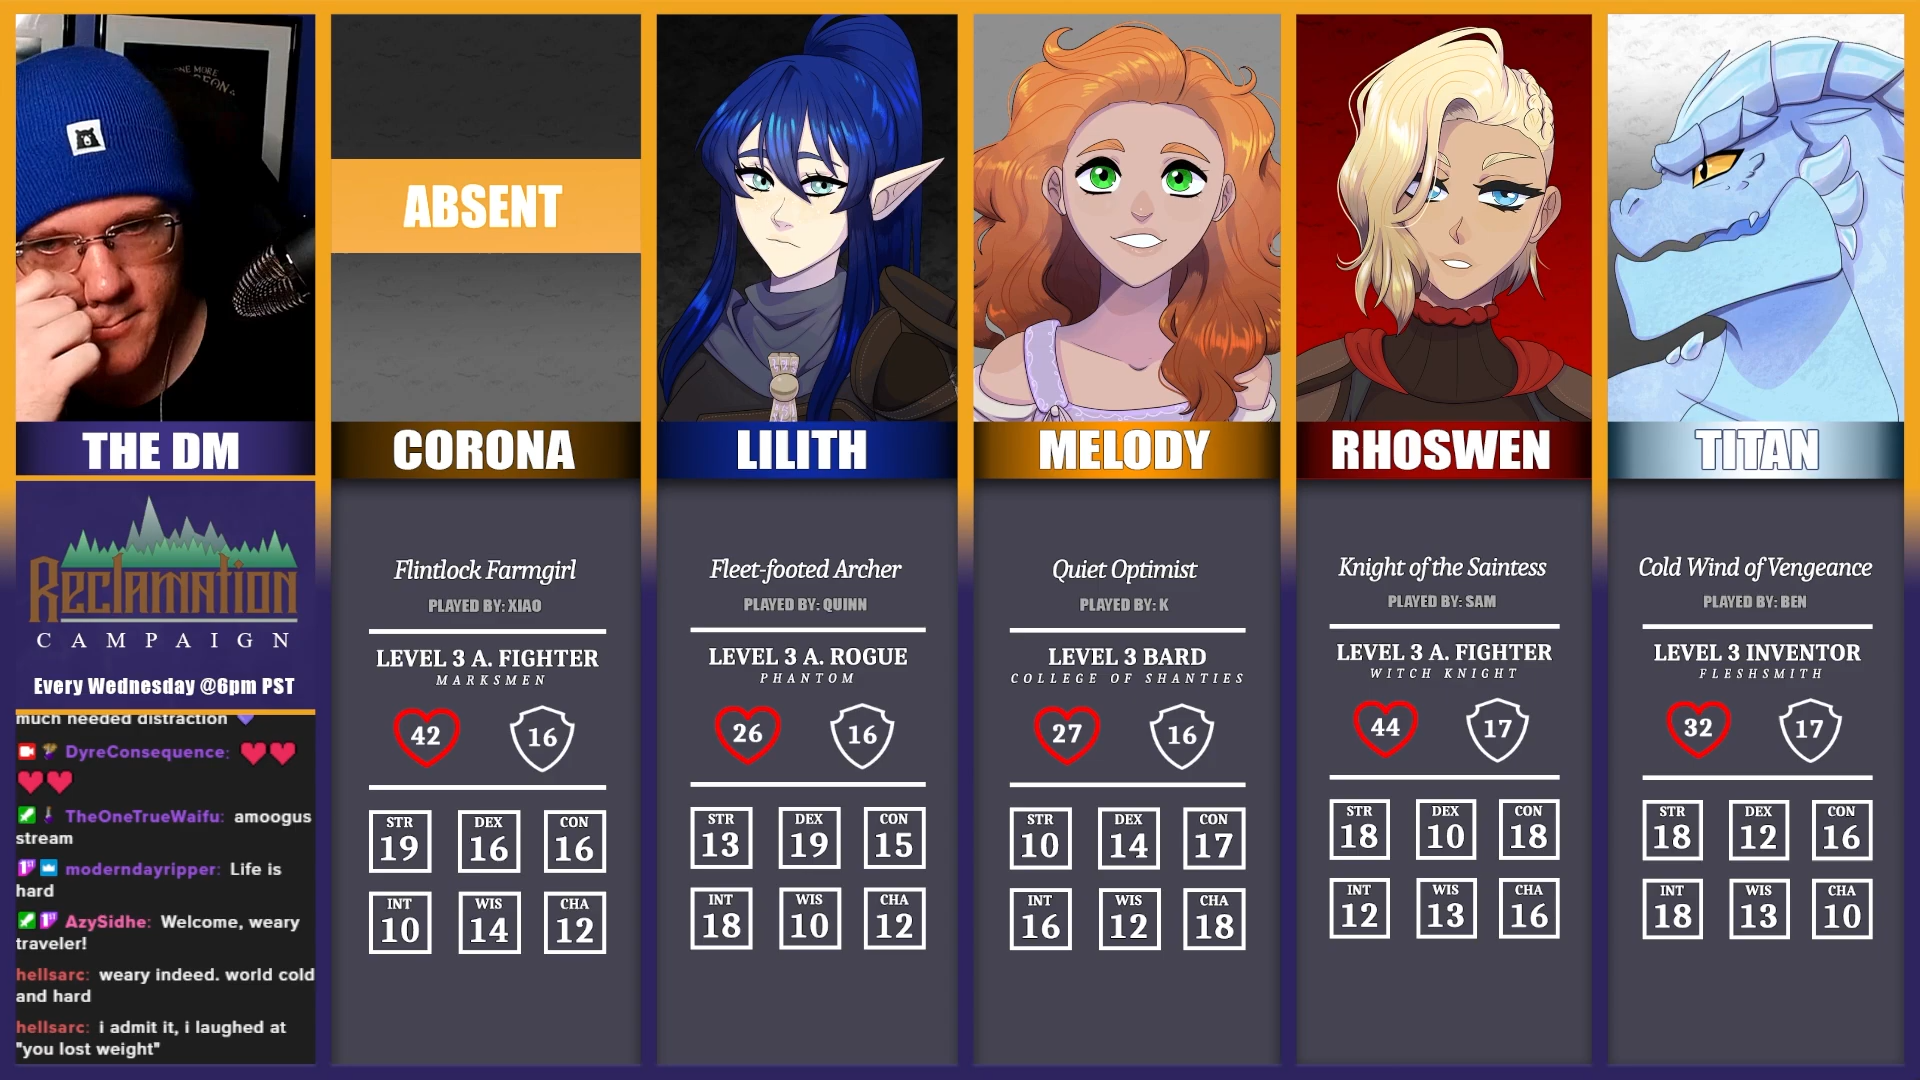 NE MORE
ABSENT
THE DM
CORONA
LILITH
MELODY
RHOSWEN
TITAN
Reclamation
CAMPAIGN
Every Wednesday @6pm PST
much needed distraction
DyreConsequence:
TheOneTrueWaifu: amoogus
stream
moderndayripper: Life is
hard
AzySidhe: Welcome, weary
traveler!
hellsarc: weary indeed. world cold
and hard
hellsarc: i admit it, i laughed at
"you lost weight"
Flintlock Farmgirl
PLAYED BY: XIAO
LEVEL 3 A. FIGHTER
MARKSMEN
42 16
STR DEX CON
19 16 16
INT WIS CHA
10 14 12
Fleet-footed Archer
PLAYED BY: QUINN
LEVEL 3 A. ROGUE
PHANTOM
26 16
STR DEX CON
13 19 15
INT WIS CHA
18 10 12
Quiet Optimist
PLAYED BY: K
LEVEL 3 BARD
COLLEGE OF SHANTIES
27 16
STR DEX CON
10 14 17
INT WIS CHA
16 12 18
Knight of the Saintess
PLAYED BY: SAM
LEVEL 3 A. FIGHTER
WITCH KNIGHT
44 17
STR DEX CON
18 10 18
INT WIS CHA
12 13 16
Cold Wind of Vengeance
PLAYED BY: BEN
LEVEL 3 INVENTOR
FLESHSMITH
32 17
STR DEX CON
18 12 16
INT WIS CHA
18 13 10